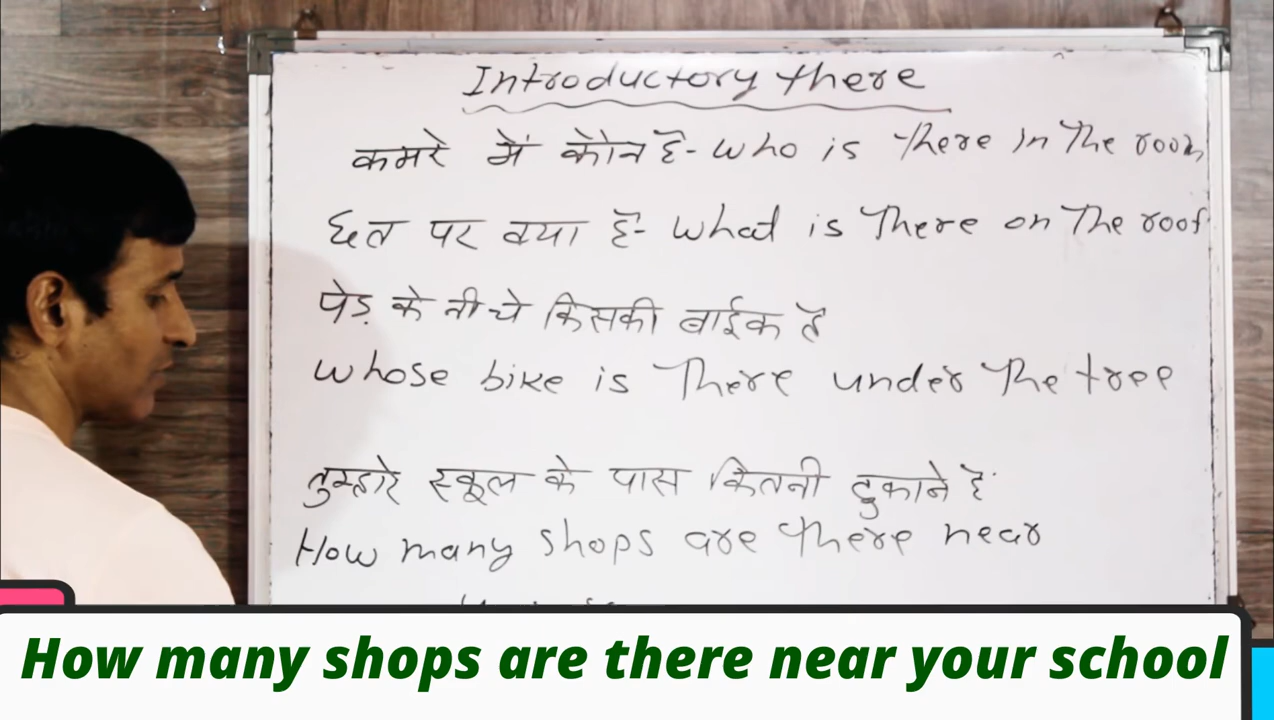 Introductory there
कमरे में कौन है - who is there in the room
छत पर क्या है - what is there on the roof
पेड़ के नीचे किसकी बाईक है
whose bike is there under the tree
तुम्हारे स्कूल के पास कितनी दुकाने है
How many shops are there near
How many shops are there near your school